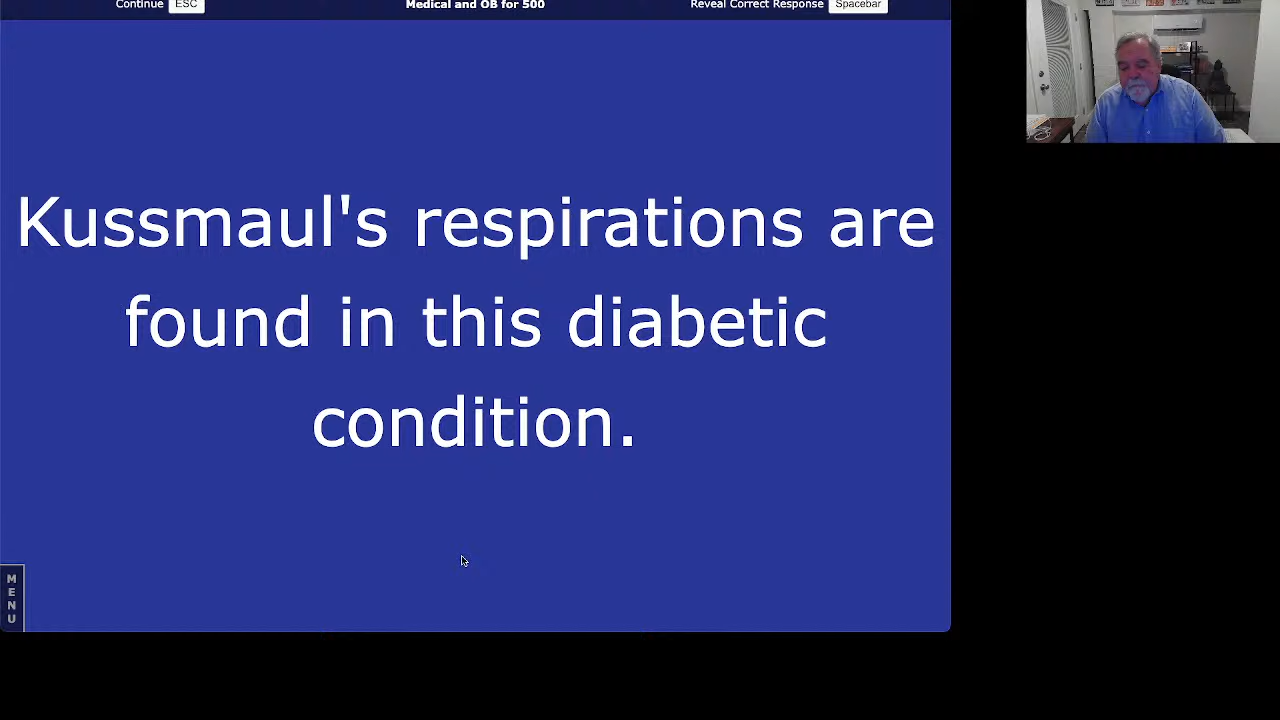 Continue ESC Medical and OB for 500 Reveal Correct Response Spacebar
Kussmaul's respirations are
found in this diabetic
condition.
MENU